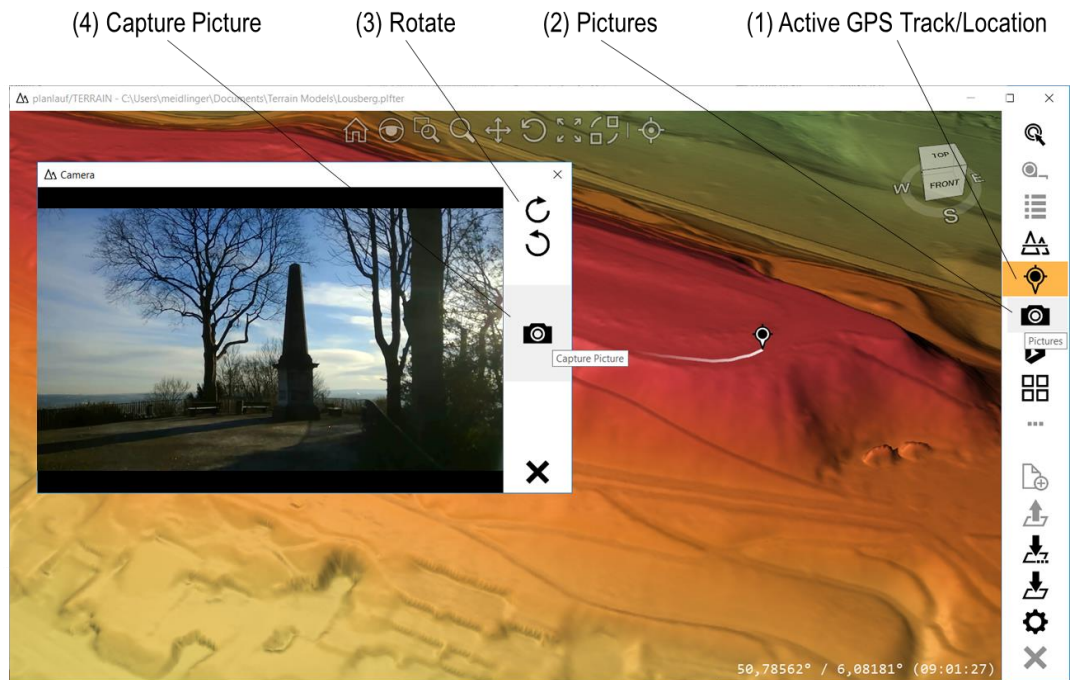 (4) Capture Picture
(3) Rotate
(2) Pictures
(1) Active GPS Track/Location
planlauf/TERRAIN - C:\Users\meidlinger\Documents\Terrain Models\Lousberg.plfter
Camera
TOP
FRONT
W
E
S
Capture Picture
Pictures
50,78562° / 6,08181° (09:01:27)